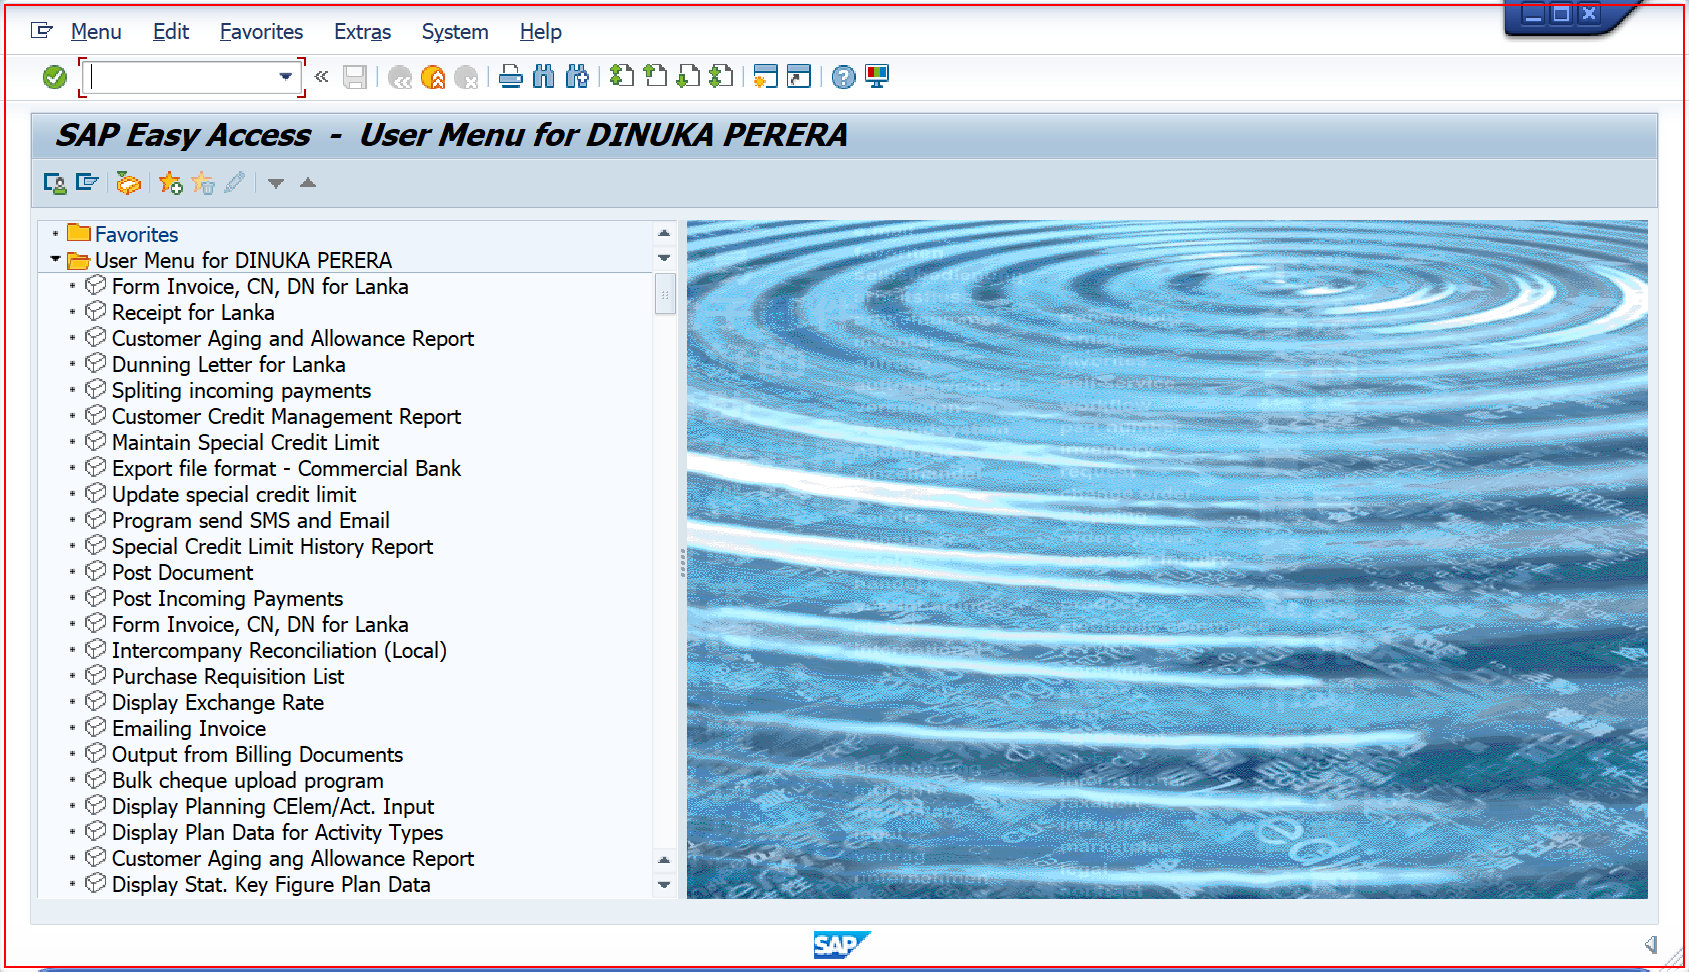 Menu Edit Favorites Extras System Help
SAP Easy Access - User Menu for DINUKA PERERA
Favorites
User Menu for DINUKA PERERA
Form Invoice, CN, DN for Lanka
Receipt for Lanka
Customer Aging and Allowance Report
Dunning Letter for Lanka
Spliting incoming payments
Customer Credit Management Report
Maintain Special Credit Limit
Export file format - Commercial Bank
Update special credit limit
Program send SMS and Email
Special Credit Limit History Report
Post Document
Post Incoming Payments
Form Invoice, CN, DN for Lanka
Intercompany Reconciliation (Local)
Purchase Requisition List
Display Exchange Rate
Emailing Invoice
Output from Billing Documents
Bulk cheque upload program
Display Planning CElem/Act. Input
Display Plan Data for Activity Types
Customer Aging ang Allowance Report
Display Stat. Key Figure Plan Data
SAP